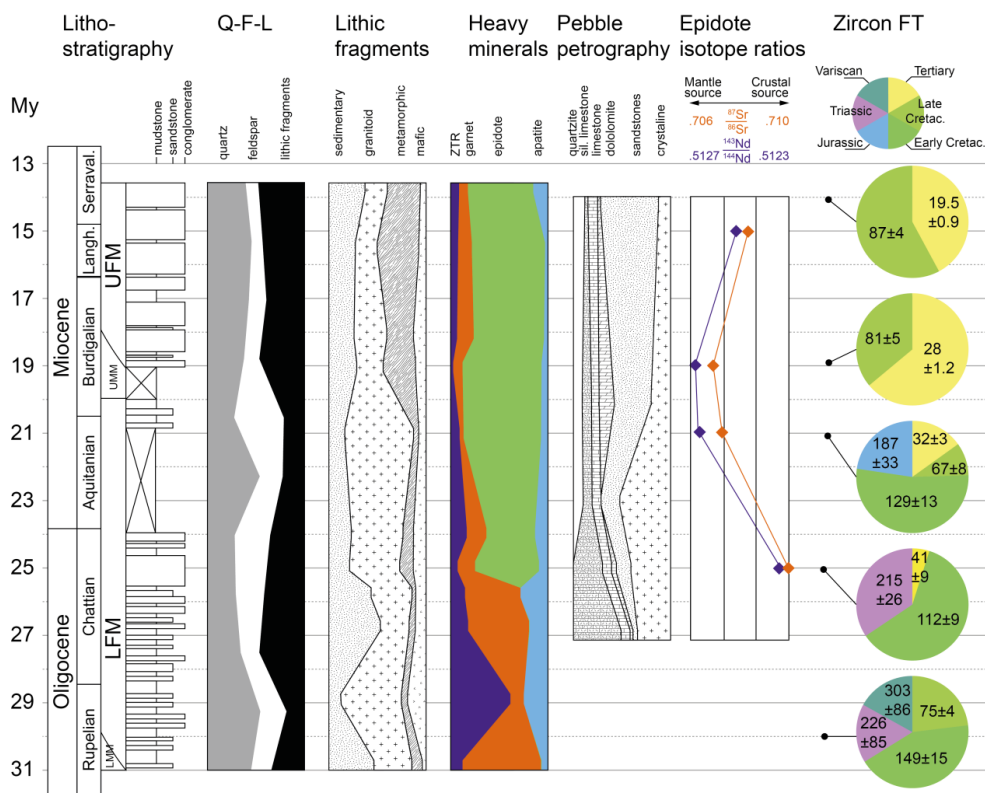 Litho-
stratigraphy
Q-F-L
Lithic
fragments
Heavy
minerals
Pebble
petrography
Epidote
isotope ratios
Zircon FT
My
mudstone
sandstone
conglomerate
quartz
feldspar
lithic fragments
sedimentary
granitoid
metamorphic
mafic
ZTR
garnet
epidote
apatite
quartzite
sil. limestone
limestone
dolomite
sandstones
crystaline
Mantle
source
Crustal
source
.706
87Sr
86Sr
.710
143Nd
144Nd
.5127
.5123
Variscan
Tertiary
Triassic
Late
Cretac.
Jurassic
Early Cretac.
13
15
17
19
21
23
25
27
29
31
Miocene
Oligocene
Serraval.
Langh.
Burdigalian
Aquitanian
Chattian
Rupelian
UFM
UMM
LFM
LMM
19.5
±0.9
87±4
81±5
28
±1.2
187
±33
32±3
67±8
129±13
41
±9
215
±26
112±9
303
±86
75±4
226
±85
149±15